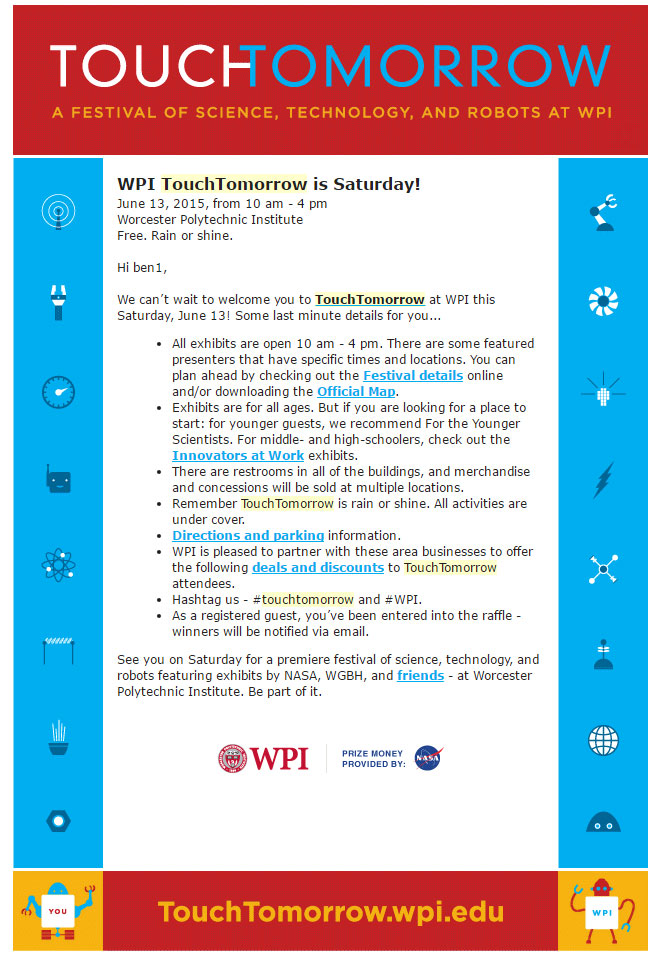 TOUCHTOMORROW
A FESTIVAL OF SCIENCE, TECHNOLOGY, AND ROBOTS AT WPI
WPI TouchTomorrow is Saturday!
June 13, 2015, from 10 am - 4 pm
Worcester Polytechnic Institute
Free. Rain or shine.
Hi ben1,
We can't wait to welcome you to TouchTomorrow at WPI this
Saturday, June 13! Some last minute details for you...
• All exhibits are open 10 am - 4 pm. There are some featured
presenters that have specific times and locations. You can
plan ahead by checking out the Festival details online
and/or downloading the Official Map.
• Exhibits are for all ages. But if you are looking for a place to
start: for younger guests, we recommend For the Younger
Scientists. For middle- and high-schoolers, check out the
Innovators at Work exhibits.
• There are restrooms in all of the buildings, and merchandise
and concessions will be sold at multiple locations.
• Remember TouchTomorrow is rain or shine. All activities are
under cover.
• Directions and parking information.
• WPI is pleased to partner with these area businesses to offer
the following deals and discounts to TouchTomorrow
attendees.
• Hashtag us - #touchtomorrow and #WPI.
• As a registered guest, you've been entered into the raffle -
winners will be notified via email.
See you on Saturday for a premiere festival of science, technology, and
robots featuring exhibits by NASA, WGBH, and friends - at Worcester
Polytechnic Institute. Be part of it.
WPI
PRIZE MONEY
PROVIDED BY:
NASA
YOU
TouchTomorrow.wpi.edu
WPI